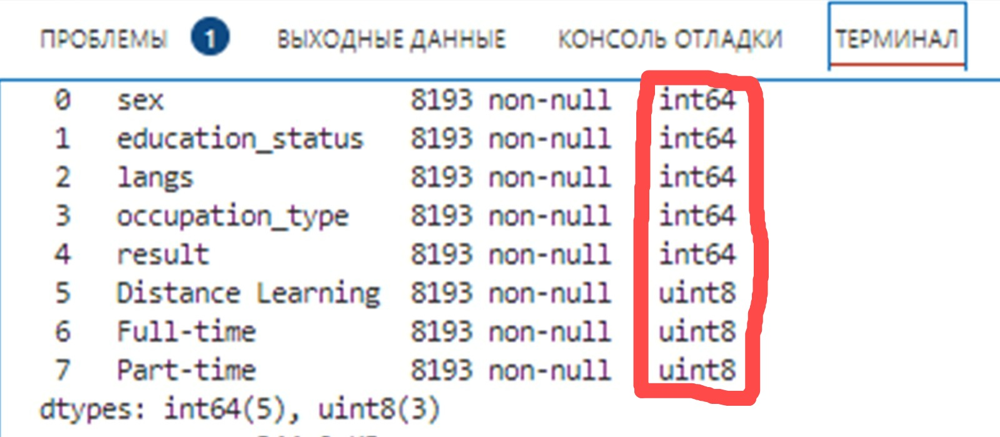 ПРОБЛЕМЫ 1 ВЫХОДНЫЕ ДАННЫЕ КОНСОЛЬ ОТЛАДКИ ТЕРМИНАЛ
0 sex 8193 non-null int64
1 education_status 8193 non-null int64
2 langs 8193 non-null int64
3 occupation_type 8193 non-null int64
4 result 8193 non-null int64
5 Distance Learning 8193 non-null uint8
6 Full-time 8193 non-null uint8
7 Part-time 8193 non-null uint8
dtypes: int64(5), uint8(3)